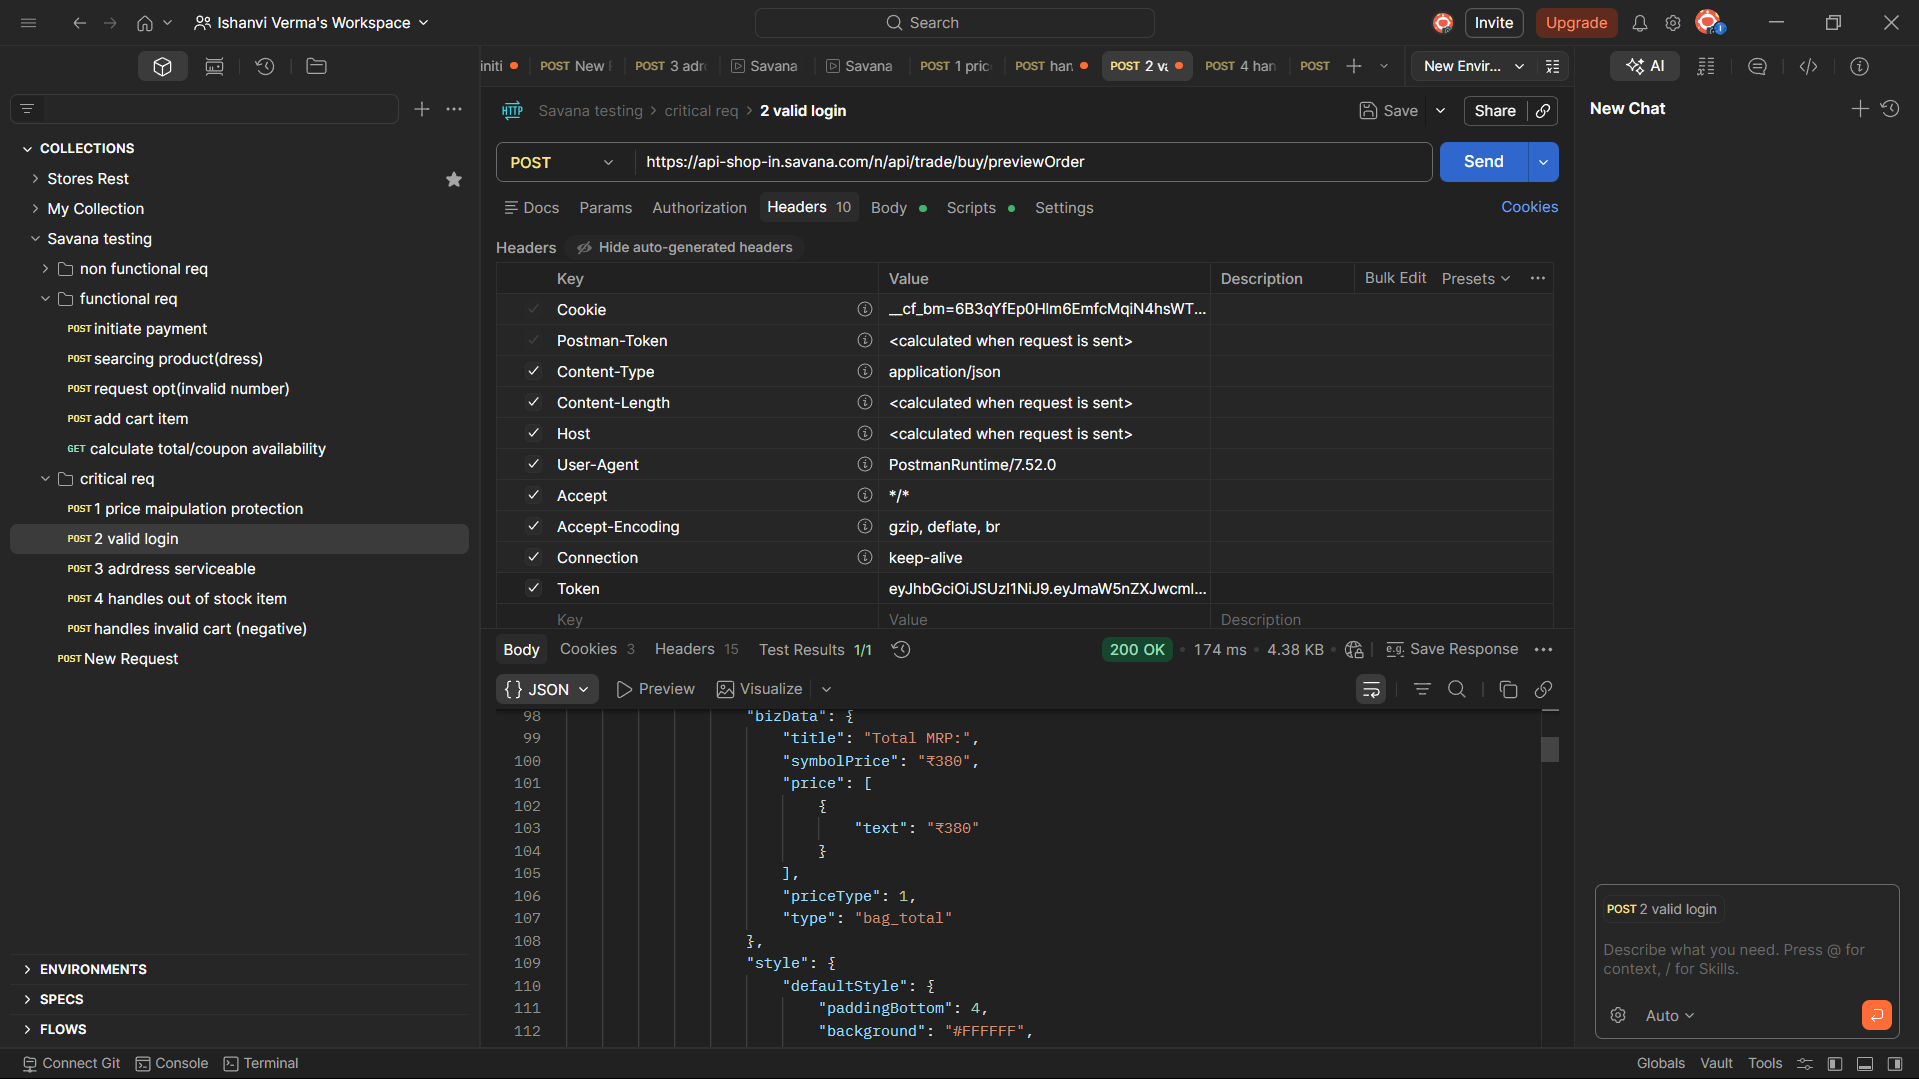 Ishanvi Verma's Workspace
Search
Invite
Upgrade
initi
POST New
POST 3 adr
Savana
Savana
POST 1 pric
POST han
POST 2 va
POST 4 han
POST
New Envir...
AI
Savana testing > critical req > 2 valid login
Save
Share
New Chat
POST
https://api-shop-in.savana.com/n/api/trade/buy/previewOrder
Send
Docs
Params
Authorization
Headers 10
Body
Scripts
Settings
Cookies
Headers
Hide auto-generated headers
Key Value Description Bulk Edit Presets
Cookie __cf_bm=6B3qYfEp0Hlm6EmfcMqiN4hsWT...
Postman-Token <calculated when request is sent>
Content-Type application/json
Content-Length <calculated when request is sent>
Host <calculated when request is sent>
User-Agent PostmanRuntime/7.52.0
Accept */*
Accept-Encoding gzip, deflate, br
Connection keep-alive
Token eyJhbGciOiJSUzI1NiJ9.eyJmaW5nZXJwcml...
Key Value Description
COLLECTIONS
Stores Rest
My Collection
Savana testing
non functional req
functional req
POST initiate payment
POST searcing product(dress)
POST request opt(invalid number)
POST add cart item
GET calculate total/coupon availability
critical req
POST 1 price maipulation protection
POST 2 valid login
POST 3 adrdress serviceable
POST 4 handles out of stock item
POST handles invalid cart (negative)
POST New Request
ENVIRONMENTS
SPECS
FLOWS
Body
Cookies 3
Headers 15
Test Results 1/1
200 OK
174 ms
4.38 KB
e.g. Save Response
{} JSON
Preview
Visualize
98 "bizData": {
99 "title": "Total MRP:",
100 "symbolPrice": "₹380",
101 "price": [
102 {
103 "text": "₹380"
104 }
105 ],
106 "priceType": 1,
107 "type": "bag_total"
108 },
109 "style": {
110 "defaultStyle": {
111 "paddingBottom": 4,
112 "background": "#FFFFFF",
POST 2 valid login
Describe what you need. Press @ for
context, / for Skills.
Auto
Connect Git
Console
Terminal
Globals
Vault
Tools